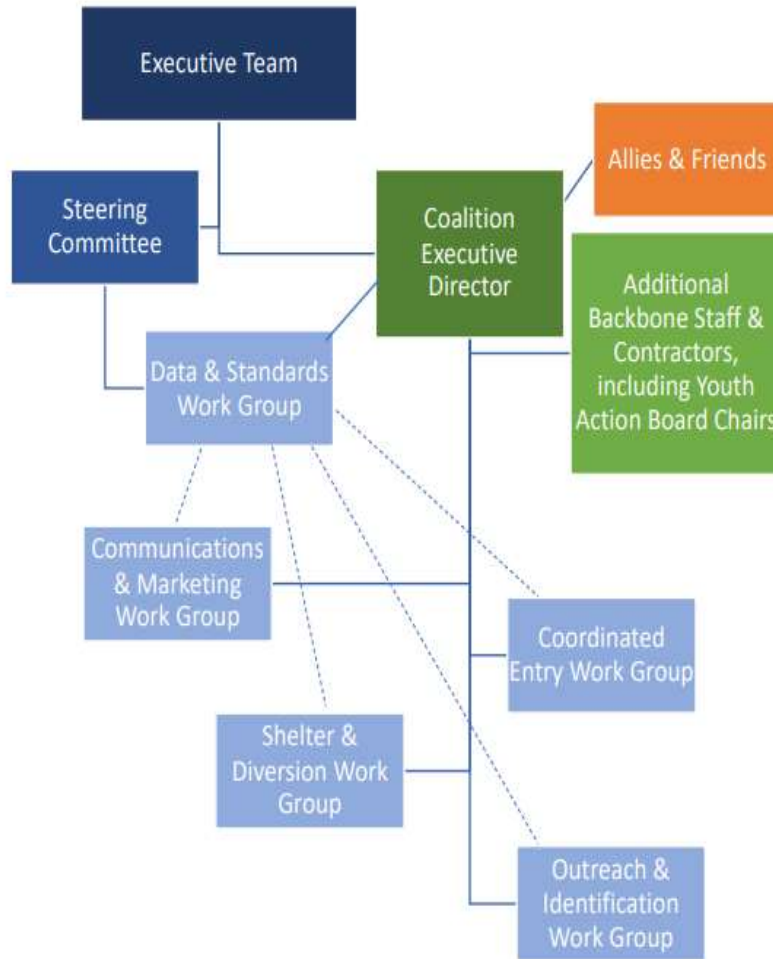 Executive Team
Allies & Friends
Steering
Committee
Coalition
Executive
Director
Additional
Backbone Staff &
Contractors,
including Youth
Action Board Chairs
Data & Standards
Work Group
Communications
& Marketing
Work Group
Coordinated
Entry Work Group
Shelter &
Diversion Work
Group
Outreach &
Identification
Work Group